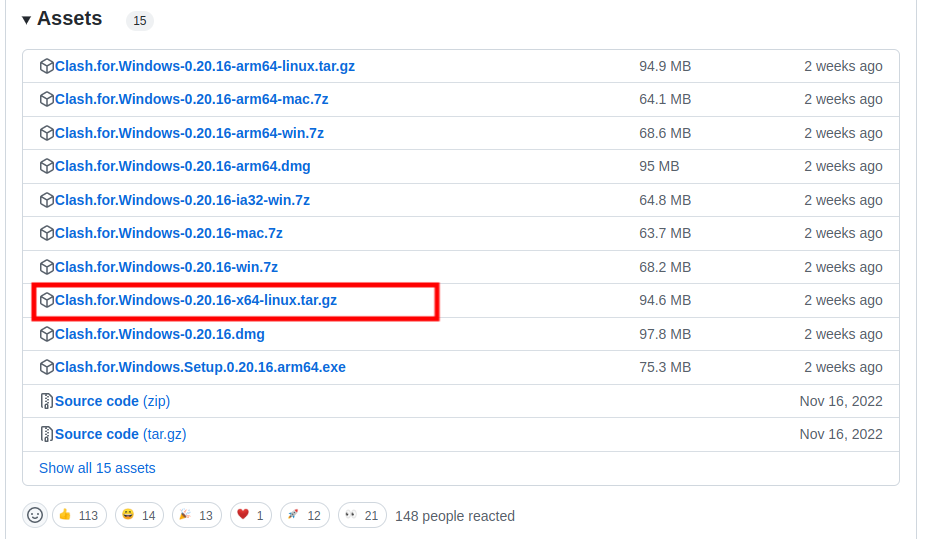 Assets 15
Clash.for.Windows-0.20.16-arm64-linux.tar.gz 94.9 MB 2 weeks ago
Clash.for.Windows-0.20.16-arm64-mac.7z 64.1 MB 2 weeks ago
Clash.for.Windows-0.20.16-arm64-win.7z 68.6 MB 2 weeks ago
Clash.for.Windows-0.20.16-arm64.dmg 95 MB 2 weeks ago
Clash.for.Windows-0.20.16-ia32-win.7z 64.8 MB 2 weeks ago
Clash.for.Windows-0.20.16-mac.7z 63.7 MB 2 weeks ago
Clash.for.Windows-0.20.16-win.7z 68.2 MB 2 weeks ago
Clash.for.Windows-0.20.16-x64-linux.tar.gz 94.6 MB 2 weeks ago
Clash.for.Windows-0.20.16.dmg 97.8 MB 2 weeks ago
Clash.for.Windows.Setup.0.20.16.arm64.exe 75.3 MB 2 weeks ago
Source code (zip) Nov 16, 2022
Source code (tar.gz) Nov 16, 2022
Show all 15 assets
113 14 13 1 12 21 148 people reacted